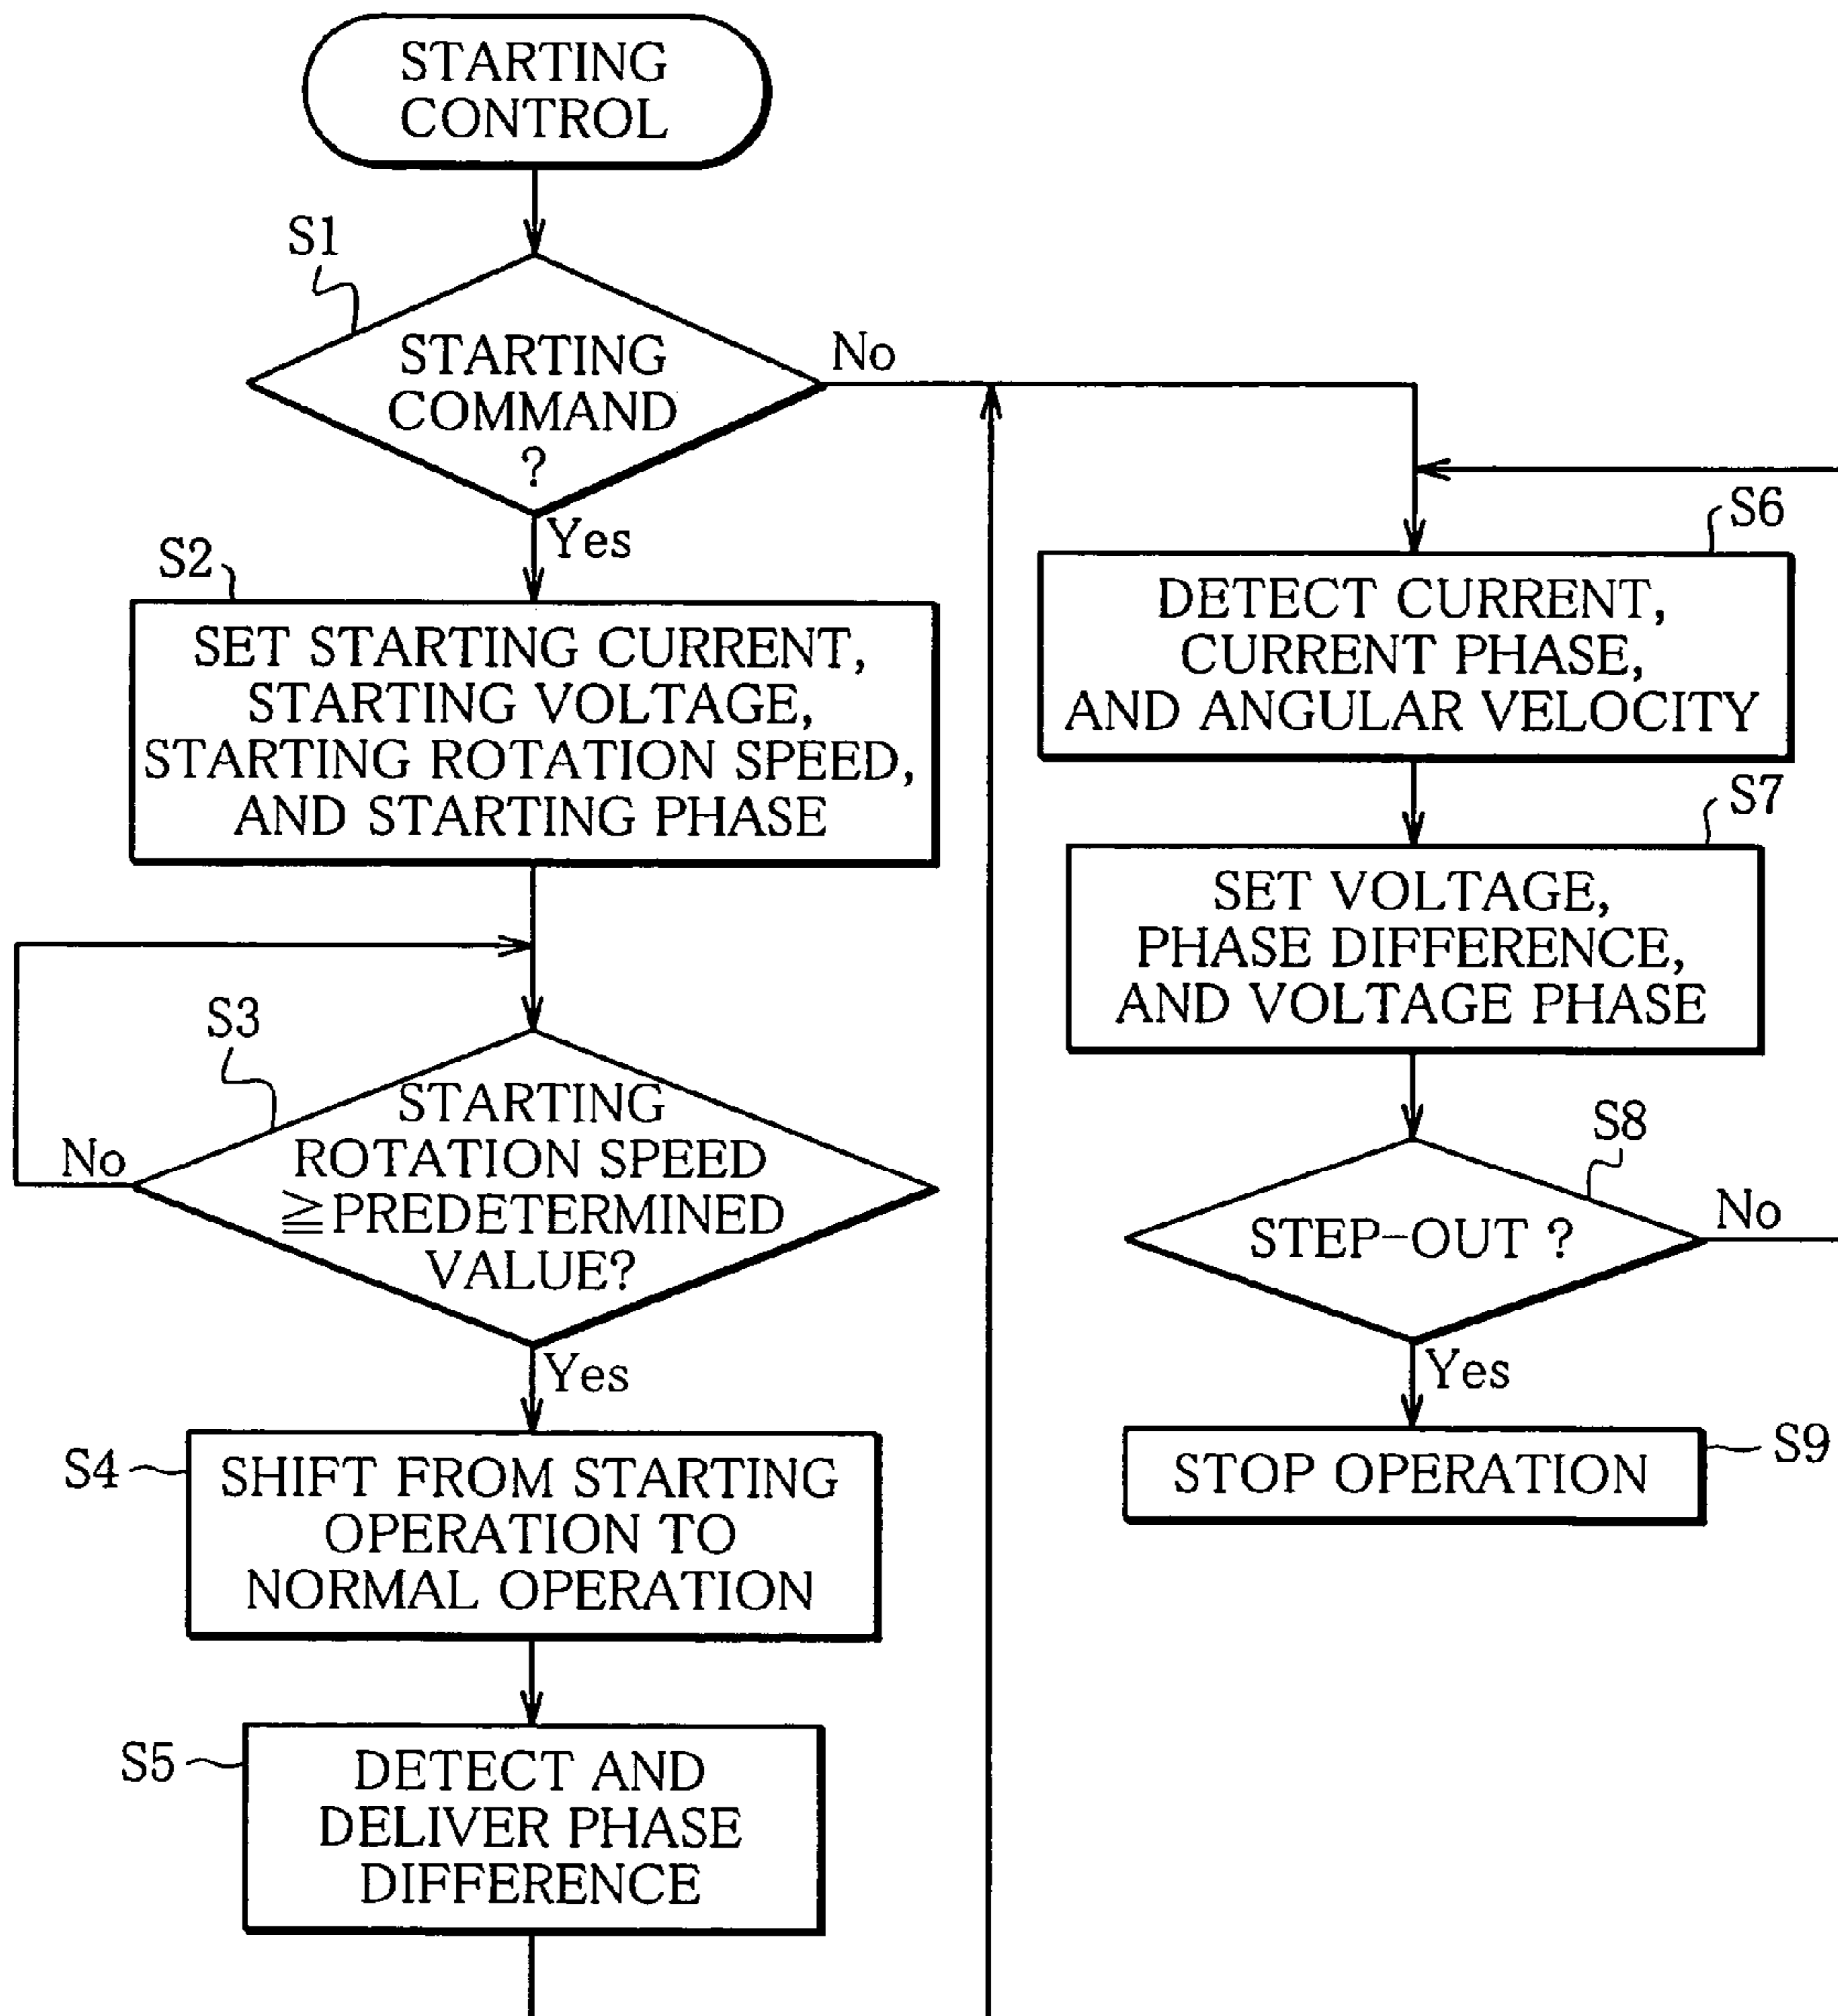 STARTING
CONTROL
S1
STARTING
COMMAND
?
No
Yes
S2
SET STARTING CURRENT,
STARTING VOLTAGE,
STARTING ROTATION SPEED,
AND STARTING PHASE
S3
STARTING
ROTATION SPEED
≧PREDETERMINED
VALUE?
No
Yes
S4
SHIFT FROM STARTING
OPERATION TO
NORMAL OPERATION
S5
DETECT AND
DELIVER PHASE
DIFFERENCE
S6
DETECT CURRENT,
CURRENT PHASE,
AND ANGULAR VELOCITY
S7
SET VOLTAGE,
PHASE DIFFERENCE,
AND VOLTAGE PHASE
S8
STEP-OUT ?
No
Yes
S9
STOP OPERATION